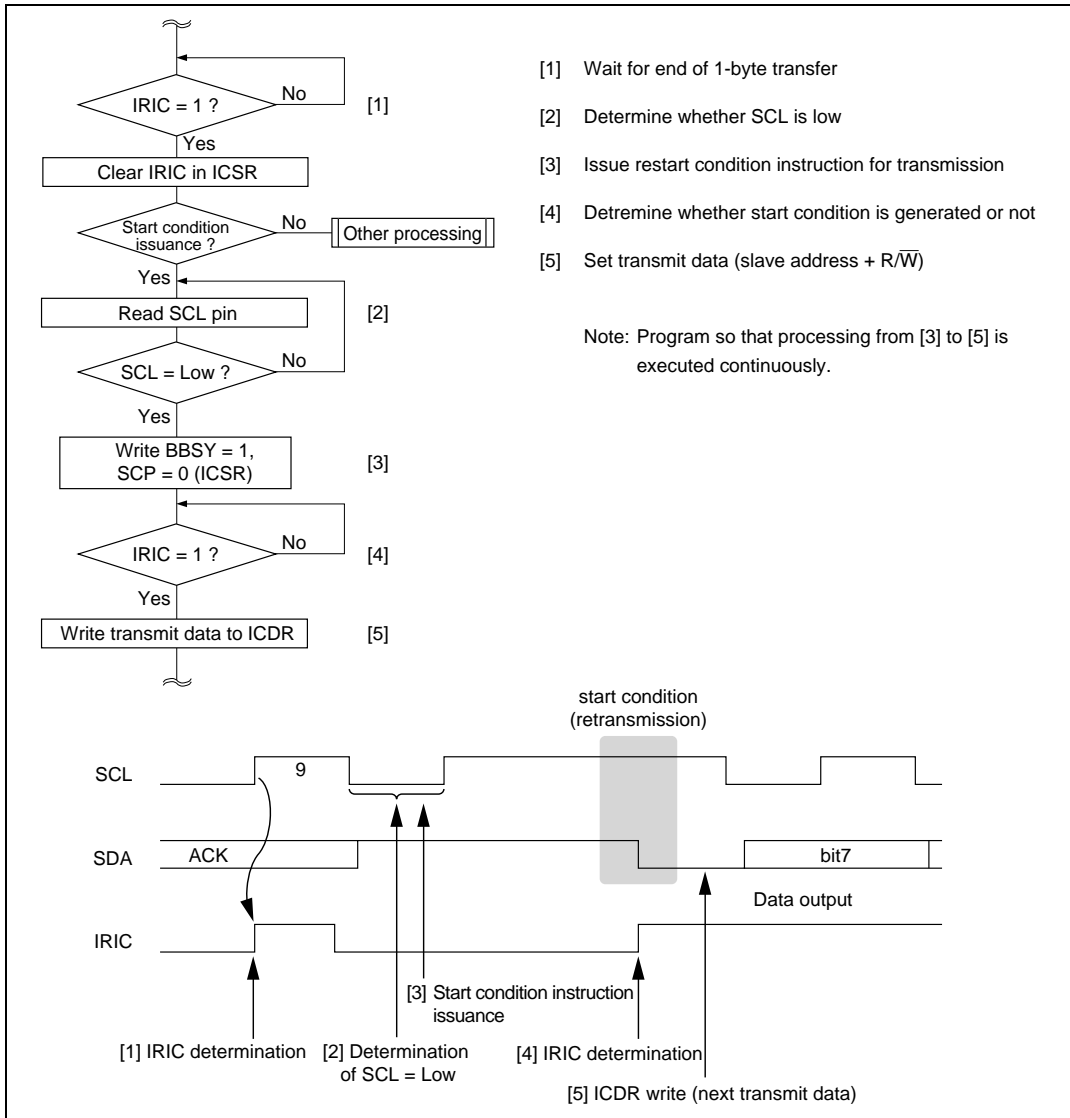 IRIC = 1 ?
No
[1]
Yes
Clear IRIC in ICSR
Start condition
issuance ?
No
Other processing
Yes
Read SCL pin
[2]
SCL = Low ?
No
Yes
Write BBSY = 1,
SCP = 0 (ICSR)
[3]
IRIC = 1 ?
No
[4]
Yes
Write transmit data to ICDR
[5]
[1] Wait for end of 1-byte transfer
[2] Determine whether SCL is low
[3] Issue restart condition instruction for transmission
[4] Detremine whether start condition is generated or not
[5] Set transmit data (slave address + R/W̅)
Note: Program so that processing from [3] to [5] is
executed continuously.
start condition
(retransmission)
SCL
9
SDA
ACK
bit7
Data output
IRIC
[3] Start condition instruction
issuance
[1] IRIC determination
[2] Determination
of SCL = Low
[4] IRIC determination
[5] ICDR write (next transmit data)